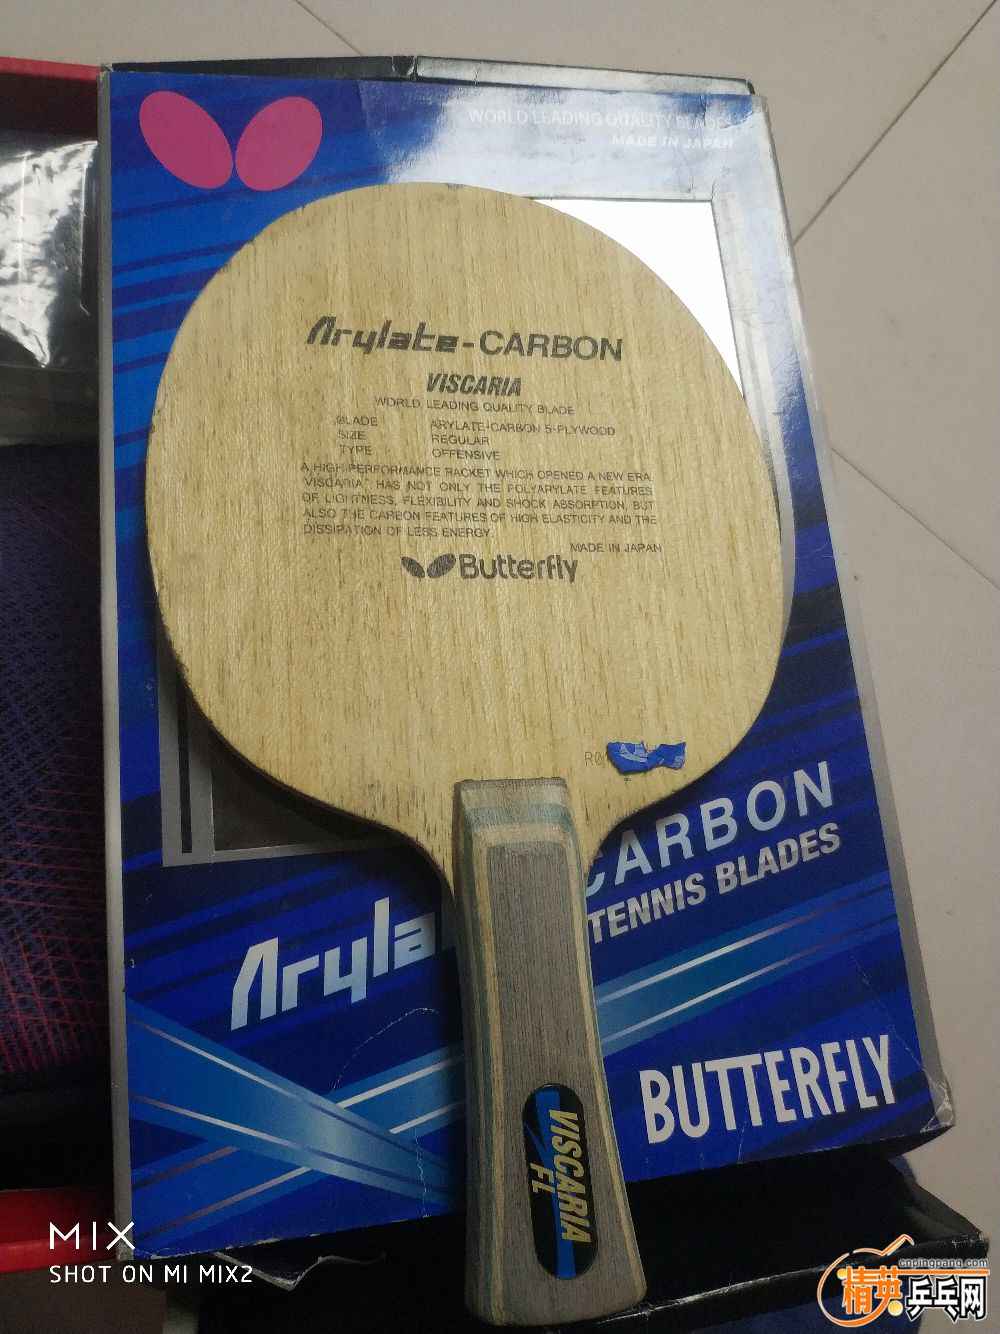 WORLD LEADING QUALITY BLADES
MADE IN JAPAN
Arylate-CARBON
VISCARIA
WORLD LEADING QUALITY BLADE
BLADE ARYLATE-CARBON 5-PLYWOOD
SIZE REGULAR
TYPE OFFENSIVE
A HIGH PERFORMANCE RACKET WHICH OPENED A NEW ERA.
"VISCARIA" HAS NOT ONLY THE POLYARYLATE FEATURES
OF LIGHTNESS, FLEXIBILITY AND SHOCK ABSORPTION, BUT
ALSO THE CARBON FEATURES OF HIGH ELASTICITY AND THE
DISSIPATION OF LESS ENERGY.
MADE IN JAPAN
Butterfly
R0
Aryla CARBON
TENNIS BLADES
BUTTERFLY
VISCARIA
FL
MIX
SHOT ON MI MIX2
cnpingpang.com
精英乒乓网